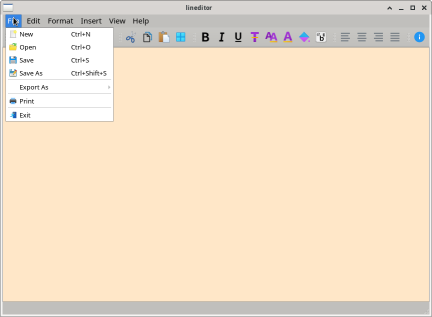 lineditor
File Edit Format Insert View Help
New Ctrl+N
Open Ctrl+O
Save Ctrl+S
Save As Ctrl+Shift+S
Export As
Print
Exit
B I U T AA A